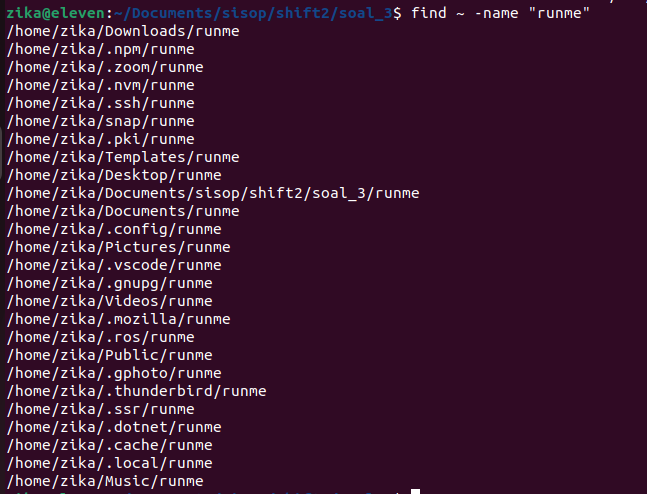 zika@eleven:~/Documents/sisop/shift2/soal_3$ find ~ -name "runme"
/home/zika/Downloads/runme
/home/zika/.npm/runme
/home/zika/.zoom/runme
/home/zika/.nvm/runme
/home/zika/.ssh/runme
/home/zika/snap/runme
/home/zika/.pki/runme
/home/zika/Templates/runme
/home/zika/Desktop/runme
/home/zika/Documents/sisop/shift2/soal_3/runme
/home/zika/Documents/runme
/home/zika/.config/runme
/home/zika/Pictures/runme
/home/zika/.vscode/runme
/home/zika/.gnupg/runme
/home/zika/Videos/runme
/home/zika/.mozilla/runme
/home/zika/.ros/runme
/home/zika/Public/runme
/home/zika/.gphoto/runme
/home/zika/.thunderbird/runme
/home/zika/.ssr/runme
/home/zika/.dotnet/runme
/home/zika/.cache/runme
/home/zika/.local/runme
/home/zika/Music/runme